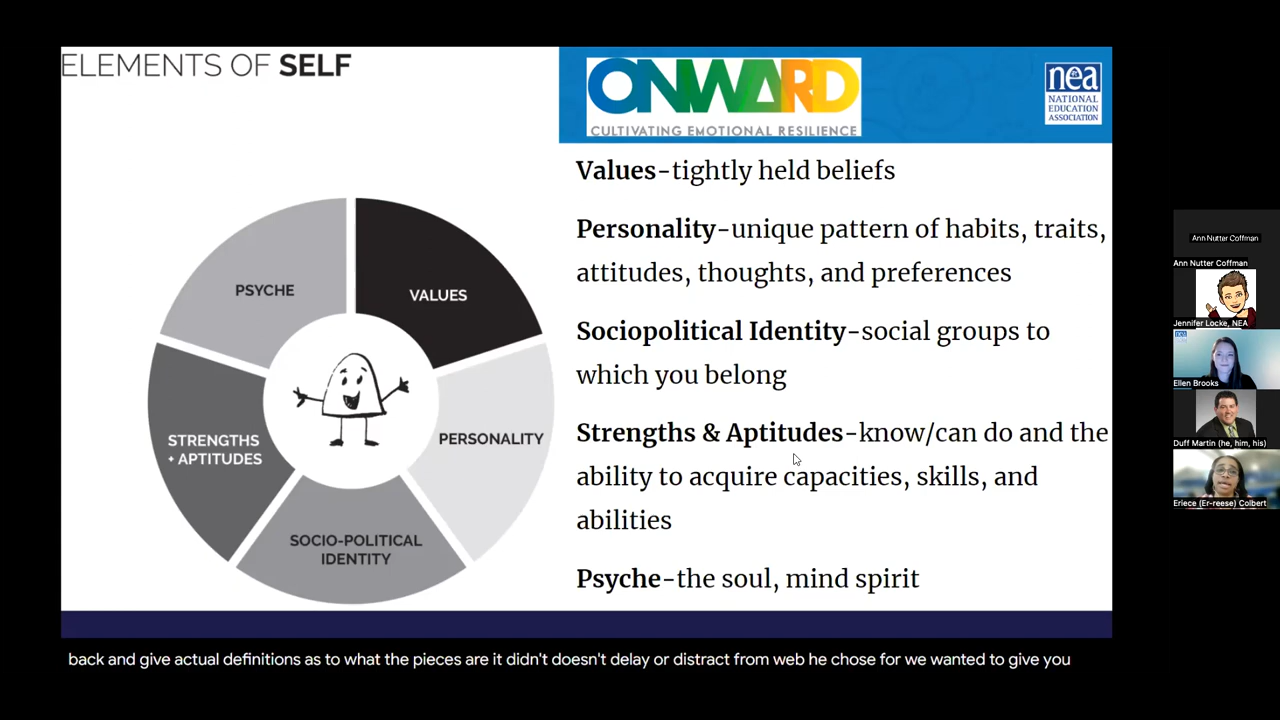 ELEMENTS OF SELF
ONWARD
CULTIVATING EMOTIONAL RESILIENCE
nea
NATIONAL
EDUCATION
ASSOCIATION
PSYCHE
VALUES
STRENGTHS
+ APTITUDES
PERSONALITY
SOCIO-POLITICAL
IDENTITY
Values-tightly held beliefs
Personality-unique pattern of habits, traits,
attitudes, thoughts, and preferences
Sociopolitical Identity-social groups to
which you belong
Strengths & Aptitudes-know/can do and the
ability to acquire capacities, skills, and
abilities
Psyche-the soul, mind spirit
Ann Nutter Coffman
Ann Nutter Coffman
Jennifer Locke, NEA
nea
Ellen Brooks
Duff Martin (he, him, his)
Eriece (Er-reese) Colbert
back and give actual definitions as to what the pieces are it didn't doesn't delay or distract from web he chose for we wanted to give you